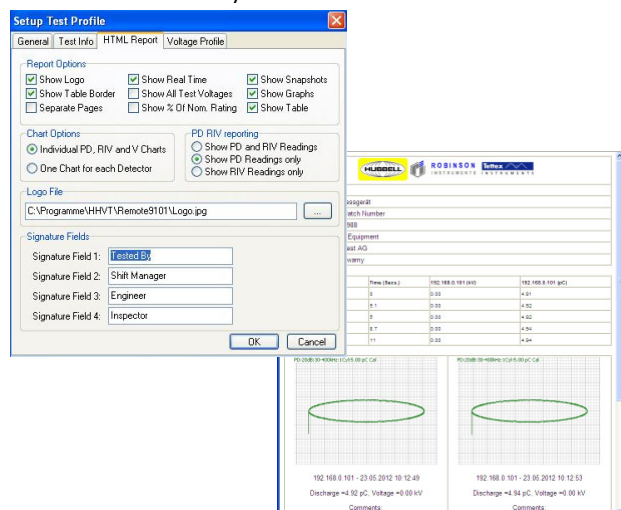 Setup Test Profile
General Test Info HTML Report Voltage Profile
Report Options
Show Logo Show Real Time Show Snapshots
Show Table Border Show All Test Voltages Show Graphs
Separate Pages Show % Of Nom. Rating Show Table
Chart Options
Individual PD, RIV and V Charts
One Chart for each Detector
PD RIV reporting
Show PD and RIV Readings
Show PD Readings only
Show RIV Readings only
Logo File
C:\Programme\HHVT\Remote9101\Logo.jpg ...
Signature Fields
Signature Field 1: Tested By
Signature Field 2: Shift Manager
Signature Field 3: Engineer
Signature Field 4: Inspector
OK Cancel
HUBBELL ROBINSON INSTRUMENTS Tettex INSTRUMENTS
essgerät
atch Number
988
Equipment
est AG
Time (Secs.) 192.168.0.101 (kV) 192.168.0.101 (pC)
0 0.00 4.91
5.1 0.00 4.92
0.00
8.7 0.00 4.94
11 0.00 4.94
192.168.0.101 - 23.05.2012 10:12:49 192.168.0.101 - 23.05.2012 10:12:53
Discharge =4.92 pC, Voltage =0.00 kV Discharge =4.94 pC, Voltage =0.00 kV
Comments: Comments: